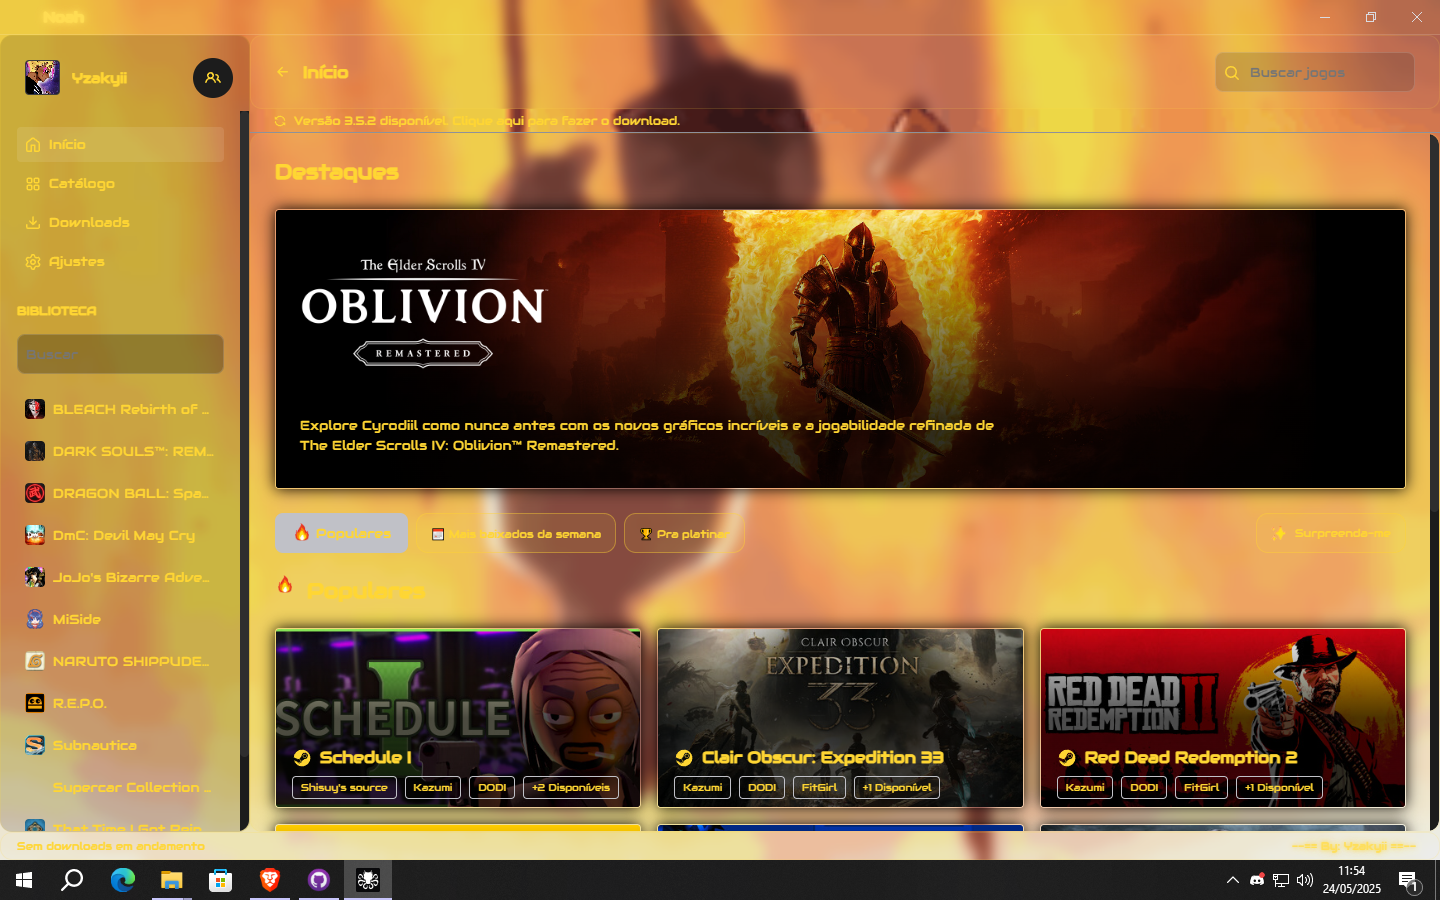 Noah
Yzakyii
Início
Buscar jogos
Versão 3.5.2 disponível. Clique aqui para fazer o download.
Início
Catálogo
Downloads
Ajustes
BIBLIOTECA
Buscar
BLEACH Rebirth of ...
DARK SOULS™: REM...
DRAGON BALL: Spa...
DmC: Devil May Cry
JoJo's Bizarre Adve...
MiSide
NARUTO SHIPPUDE...
R.E.P.O.
Subnautica
Supercar Collection ...
That Time I Got Rein...
Destaques
The Elder Scrolls IV
OBLIVION
REMASTERED
Explore Cyrodiil como nunca antes com os novos gráficos incríveis e a jogabilidade refinada de
The Elder Scrolls IV: Oblivion™ Remastered.
Populares
Mais baixados da semana
Pra platinar
Surpreenda-me
Populares
SCHEDULE I
Schedule I
Shisuy's source
Kazumi
DODI
+2 Disponíveis
CLAIR OBSCUR
EXPEDITION
33
Clair Obscur: Expedition 33
Kazumi
DODI
FitGirl
+1 Disponível
RED DEAD
REDEMPTION II
Red Dead Redemption 2
Kazumi
DODI
FitGirl
+1 Disponível
Sem downloads em andamento
By: Yzakyii
11:54
24/05/2025
1